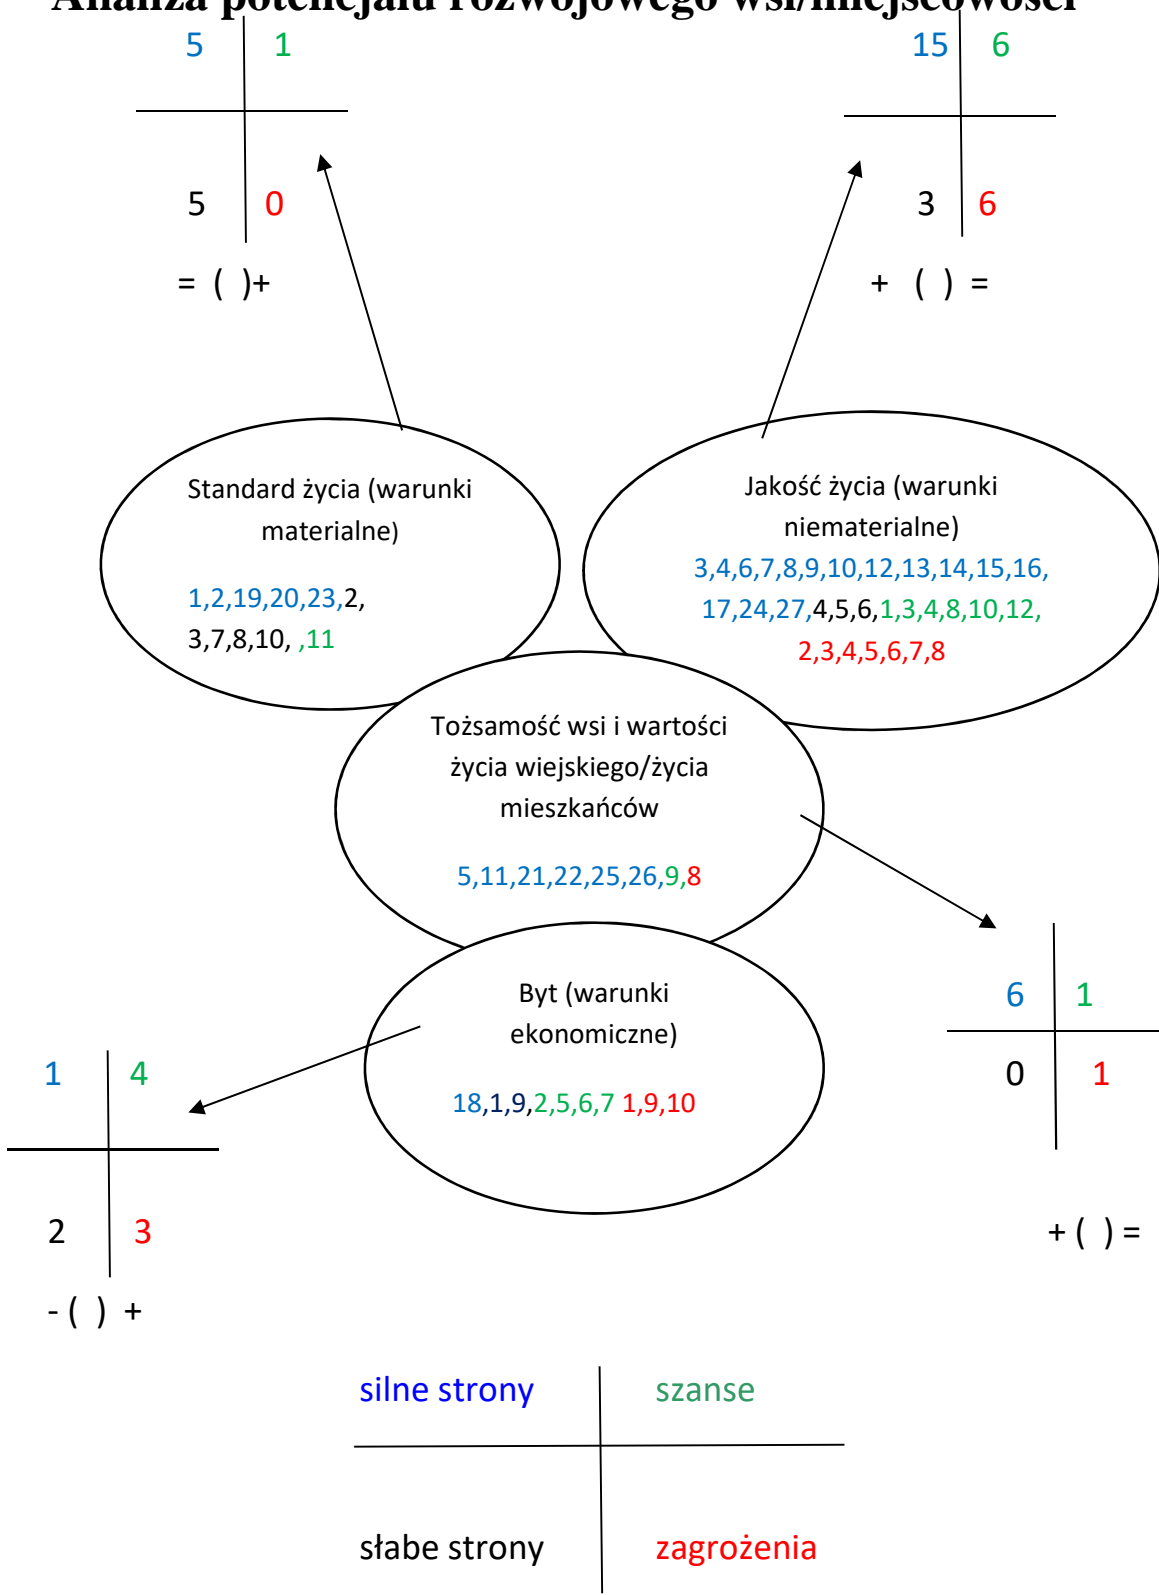 Analiza potencjału rozwojowego wsi/miejscowości
5 1
15 6
5 0
3 6
= ( )+
+ ( ) =
Standard życia (warunki
materialne)
1,2,19,20,23,2,
3,7,8,10, ,11
Jakość życia (warunki
niematerialne)
3,4,6,7,8,9,10,12,13,14,15,16,
17,24,27,4,5,6,1,3,4,8,10,12,
2,3,4,5,6,7,8
Tożsamość wsi i wartości
życia wiejskiego/życia
mieszkańców
5,11,21,22,25,26,9,8
6 1
0 1
+ ( ) =
Byt (warunki
ekonomiczne)
18,1,9,2,5,6,7 1,9,10
1 4
2 3
- ( ) +
silne strony szanse
słabe strony zagrożenia